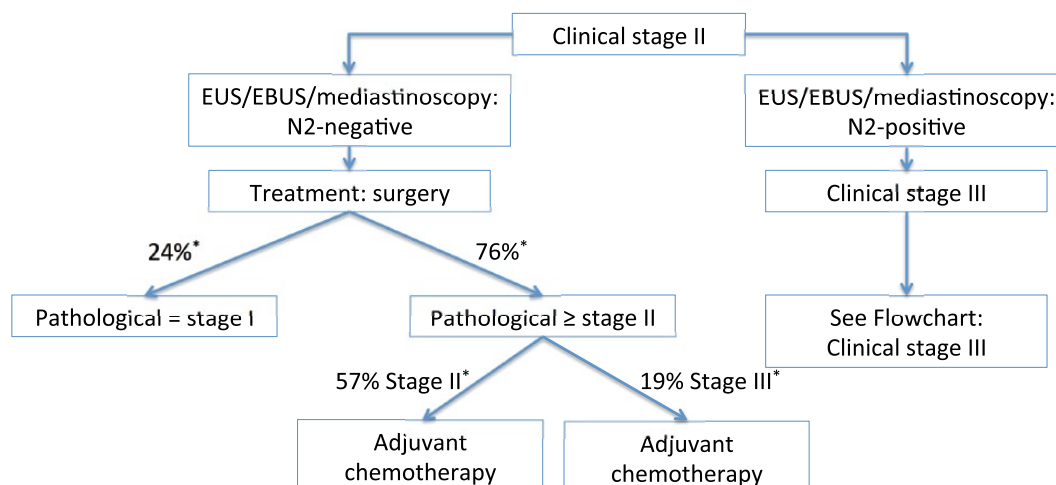 Clinical stage II
EUS/EBUS/mediastinoscopy:
N2-negative
EUS/EBUS/mediastinoscopy:
N2-positive
Treatment: surgery
Clinical stage III
24%*
76%*
Pathological = stage I
Pathological ≥ stage II
See Flowchart:
Clinical stage III
57% Stage II*
19% Stage III*
Adjuvant
chemotherapy
Adjuvant
chemotherapy